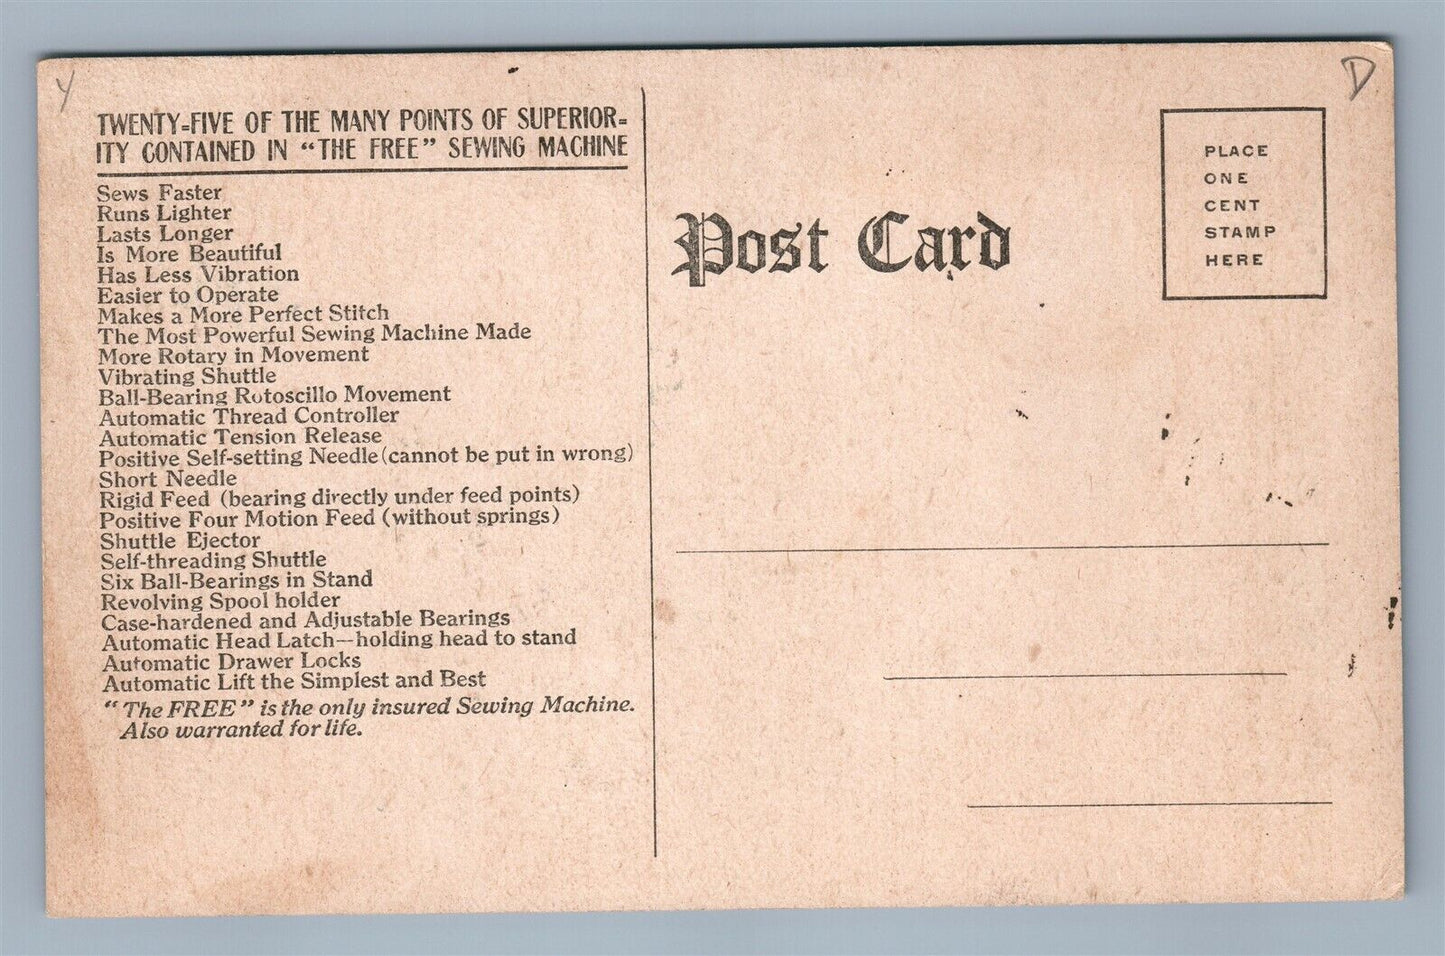 Y
D
TWENTY=FIVE OF THE MANY POINTS OF SUPERIOR=
ITY CONTAINED IN “THE FREE” SEWING MACHINE
Sews Faster
Runs Lighter
Lasts Longer
Is More Beautiful
Has Less Vibration
Easier to Operate
Makes a More Perfect Stitch
The Most Powerful Sewing Machine Made
More Rotary in Movement
Vibrating Shuttle
Ball-Bearing Rotoscillo Movement
Automatic Thread Controller
Automatic Tension Release
Positive Self-setting Needle (cannot be put in wrong)
Short Needle
Rigid Feed (bearing directly under feed points)
Positive Four Motion Feed (without springs)
Shuttle Ejector
Self-threading Shuttle
Six Ball-Bearings in Stand
Revolving Spool holder
Case-hardened and Adjustable Bearings
Automatic Head Latch—holding head to stand
Automatic Drawer Locks
Automatic Lift the Simplest and Best
“The FREE” is the only insured Sewing Machine.
Also warranted for life.
Post Card
PLACE
ONE
CENT
STAMP
HERE